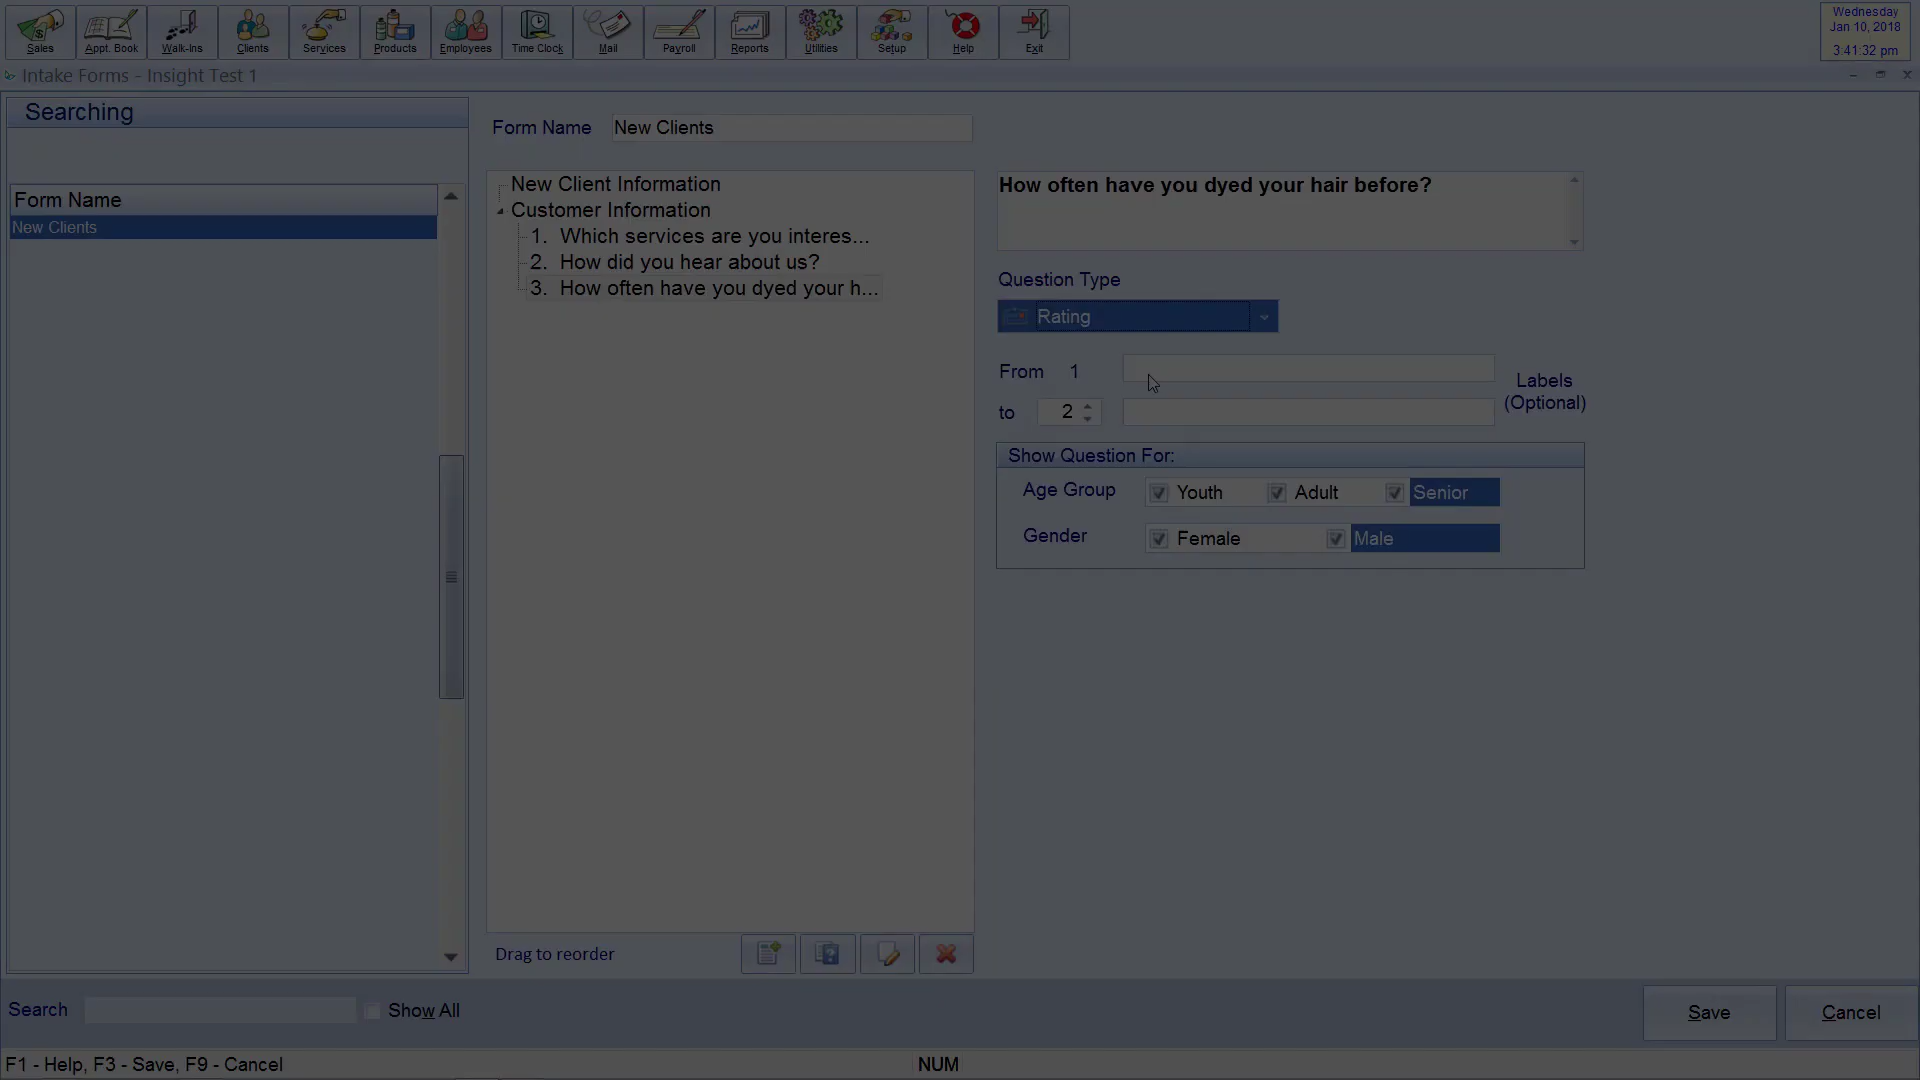 Sales Appt. Book Walk-Ins Clients Services Products Employees Time Clock Mail Payroll Reports Utilities Setup Help Exit
Wednesday
Jan 10, 2018
3:41:32 pm
Intake Forms - Insight Test 1
Searching
Form Name
New Clients
Form Name New Clients
New Client Information
Customer Information
1. Which services are you interes...
2. How did you hear about us?
3. How often have you dyed your h...
Drag to reorder
How often have you dyed your hair before?
Question Type
Rating
From 1
to 2
Labels
(Optional)
Show Question For:
Age Group Youth Adult Senior
Gender Female Male
Search Show All
Save Cancel
F1 - Help, F3 - Save, F9 - Cancel NUM